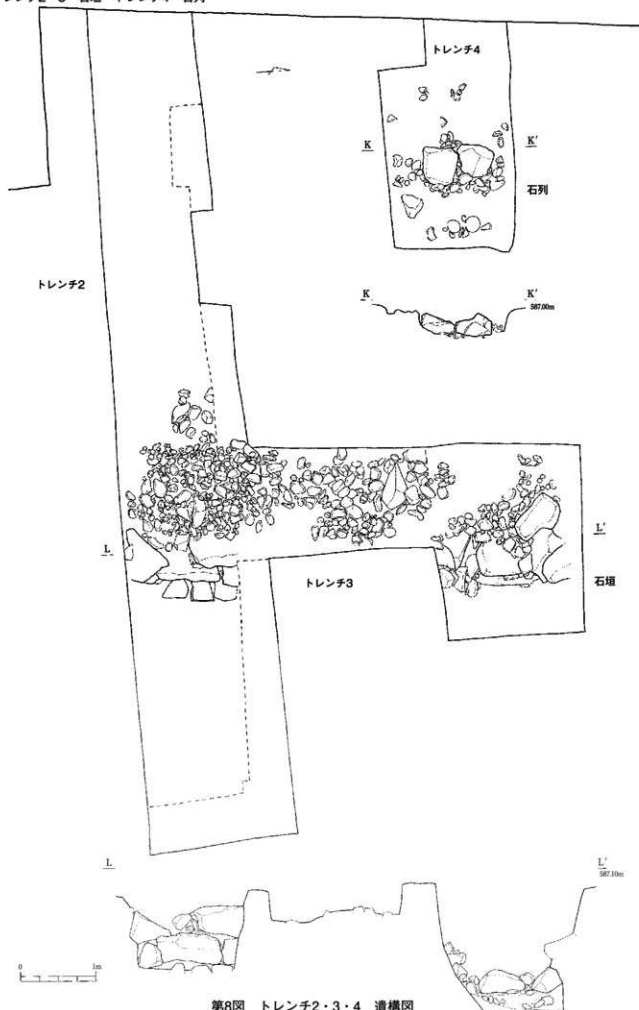 トレンチ4
K
K'
石列
トレンチ2
K
K'
587.00m
L
L'
トレンチ3
石垣
L
L'
587.10m
0
1m
第8図 トレンチ2・3・4 遺構図